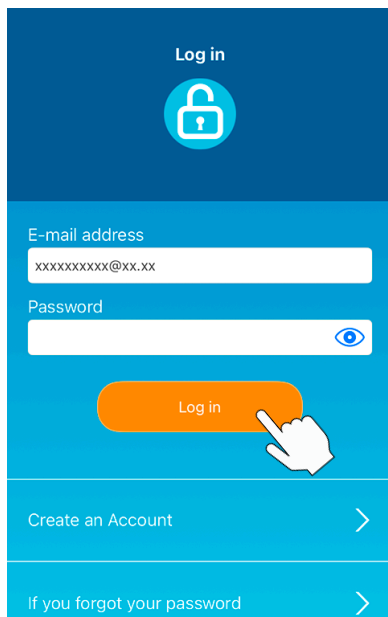 Log in
E-mail address
xxxxxxxxxx@xx.xx
Password
Log in
Create an Account
If you forgot your password